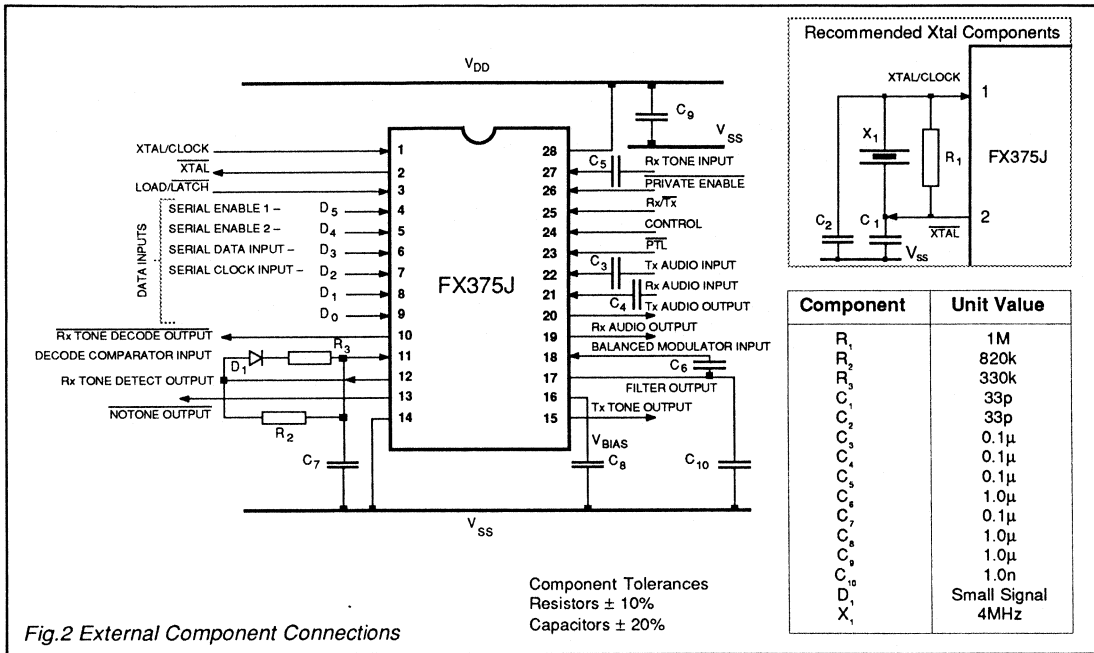 Recommended Xtal Components
XTAL/CLOCK
1
X1
R1
FX375J
C2
C1
2
XTAL
VSS
VDD
C9
VSS
FX375J
XTAL/CLOCK
1
XTAL
2
LOAD/LATCH
3
DATA INPUTS
SERIAL ENABLE 1 – D5
4
SERIAL ENABLE 2 – D4
5
SERIAL DATA INPUT – D3
6
SERIAL CLOCK INPUT – D2
7
D1
8
D0
9
Rx TONE DECODE OUTPUT
10
DECODE COMPARATOR INPUT
D1
R3
11
Rx TONE DETECT OUTPUT
12
13
NOTONE OUTPUT
14
R2
C7
28
C5
27
Rx TONE INPUT
26
PRIVATE ENABLE
25
Rx/Tx
24
CONTROL
23
PTL
C3
22
Tx AUDIO INPUT
21
Rx AUDIO INPUT
C4
20
Tx AUDIO OUTPUT
19
Rx AUDIO OUTPUT
18
BALANCED MODULATOR INPUT
C6
17
FILTER OUTPUT
16
15
Tx TONE OUTPUT
VBIAS
C8
C10
VSS
Component Unit Value
R1 1M
R2 820k
R3 330k
C1 33p
C2 33p
C3 0.1µ
C4 0.1µ
C5 0.1µ
C6 1.0µ
C7 0.1µ
C8 1.0µ
C9 1.0µ
C10 1.0n
D1 Small Signal
X1 4MHz
Component Tolerances
Resistors ± 10%
Capacitors ± 20%
Fig.2 External Component Connections